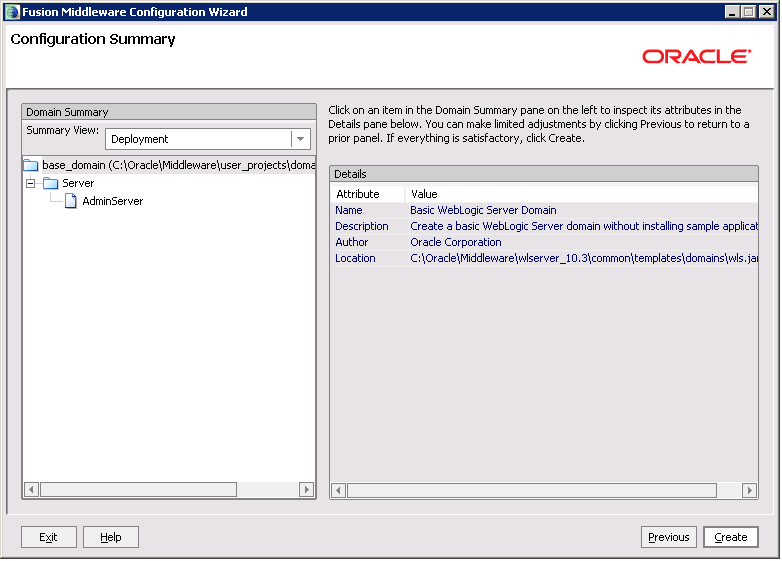 Fusion Middleware Configuration Wizard
Configuration Summary
ORACLE
Domain Summary
Summary View: Deployment
base_domain (C:\Oracle\Middleware\user_projects\doma
Server
AdminServer
Click on an item in the Domain Summary pane on the left to inspect its attributes in the
Details pane below. You can make limited adjustments by clicking Previous to return to a
prior panel. If everything is satisfactory, click Create.
Details
Attribute Value
Name Basic WebLogic Server Domain
Description Create a basic WebLogic Server domain without installing sample applicat
Author Oracle Corporation
Location C:\Oracle\Middleware\wlserver_10.3\common\templates\domains\wls.jar
Exit Help Previous Create